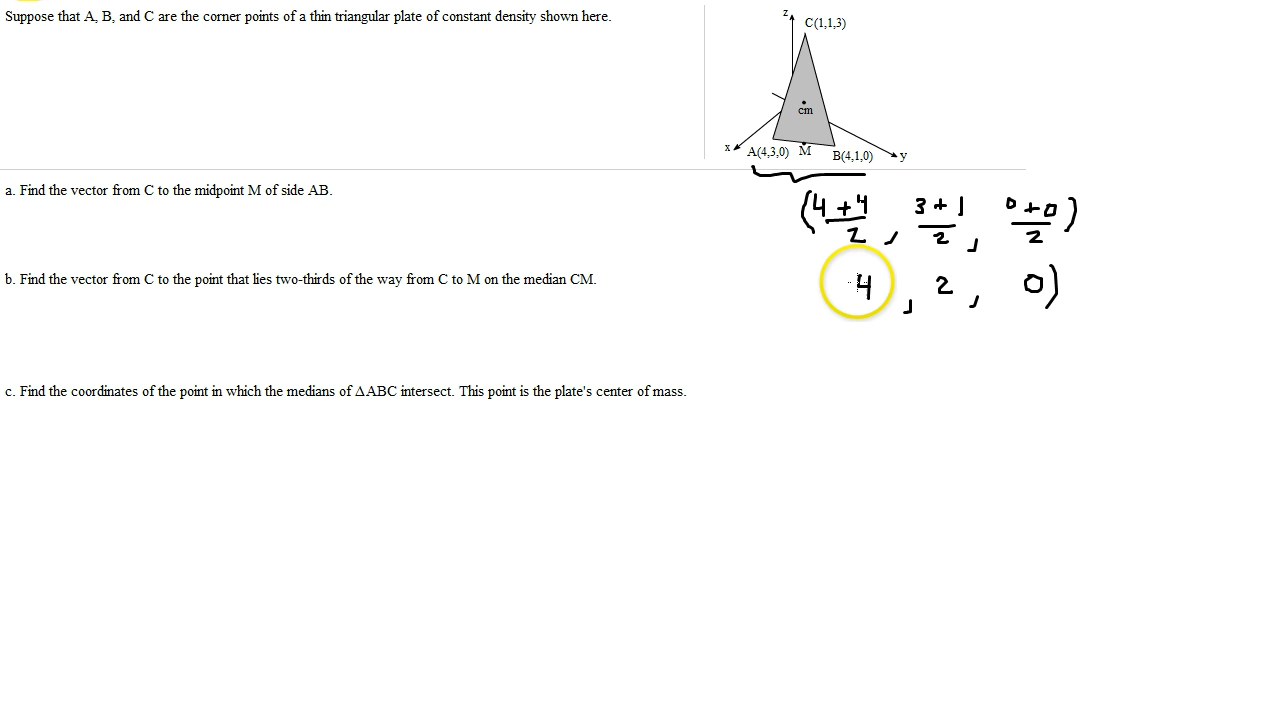 Suppose that A, B, and C are the corner points of a thin triangular plate of constant density shown here.
z
C(1,1,3)
cm
x
A(4,3,0)
M
B(4,1,0)
y
a. Find the vector from C to the midpoint M of side AB.
(4+4/2, 3+1/2, 0+0/2)
b. Find the vector from C to the point that lies two-thirds of the way from C to M on the median CM.
4, 2, 0)
c. Find the coordinates of the point in which the medians of ΔABC intersect. This point is the plate's center of mass.